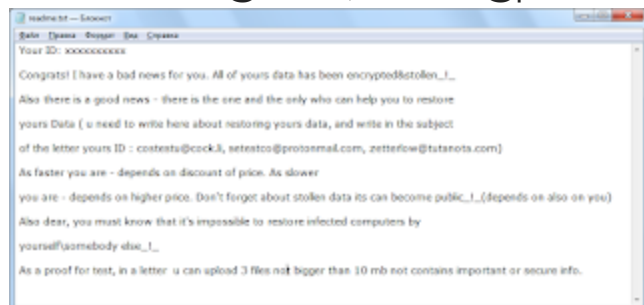 readme.txt — Блокнот
Файл Правка Формат Вид Справка
Your ID: xxxxxxxxxx
Congrats! I have a bad news for you. All of yours data has been encrypted&stolen_!_
Also there is a good news - there is the one and the only who can help you to restore
yours Data ( u need to write here about restoring yours data, and write in the subject
of the letter yours ID : costestu@cock.li, setestco@protonmail.com, zetterlow@tutanota.com)
As faster you are - depends on discount of price. As slower
you are - depends on higher price. Don't forget about stolen data its can become public_!_(depends on also on you)
Also dear, you must know that it's impossible to restore infected computers by
yourself\somebody else_!_
As a proof for test, in a letter u can upload 3 files not bigger than 10 mb not contains important or secure info.